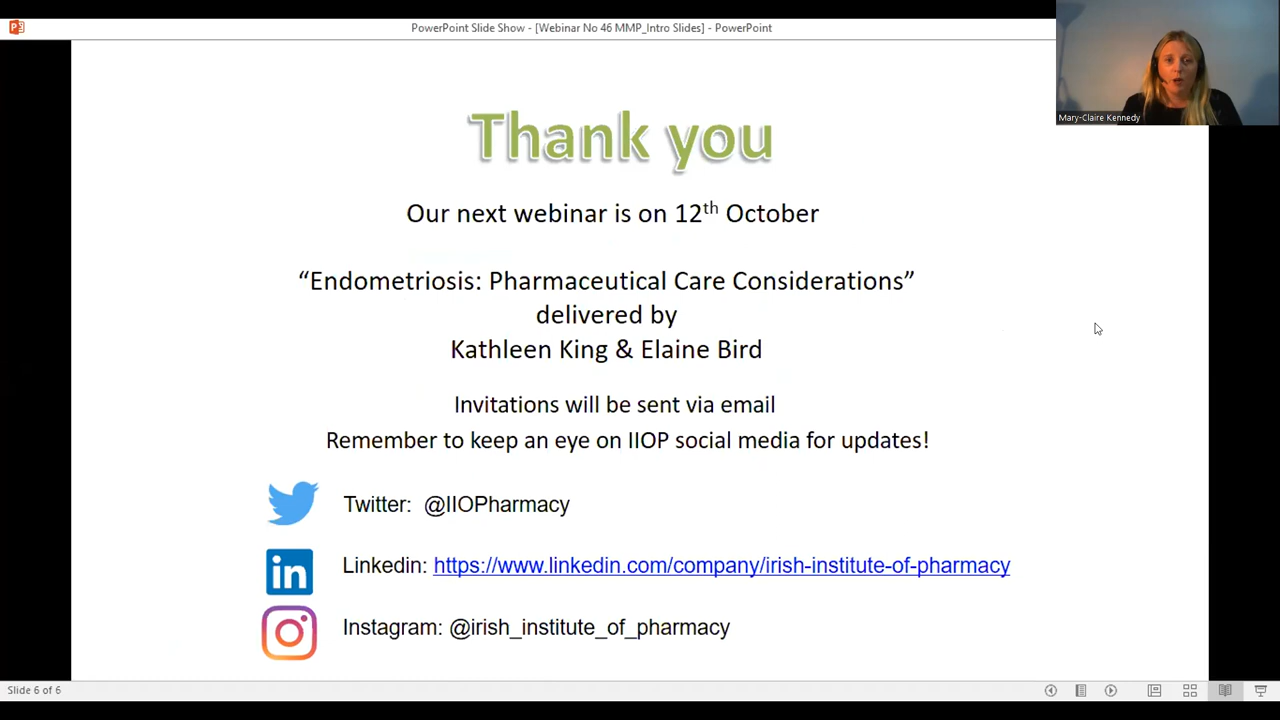 PowerPoint Slide Show - [Webinar No 46 MMP_Intro Slides] - PowerPoint
Mary-Claire Kennedy
Thank you
Our next webinar is on 12th October
“Endometriosis: Pharmaceutical Care Considerations”
delivered by
Kathleen King & Elaine Bird
Invitations will be sent via email
Remember to keep an eye on IIOP social media for updates!
Twitter: @IIOPharmacy
in
Linkedin: https://www.linkedin.com/company/irish-institute-of-pharmacy
Instagram: @irish_institute_of_pharmacy
Slide 6 of 6